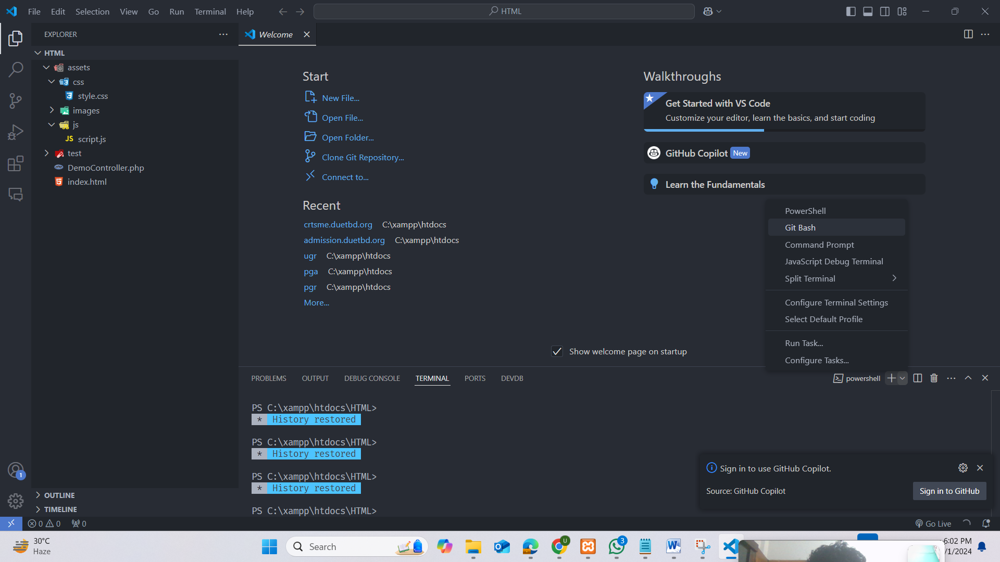 File Edit Selection View Go Run Terminal Help
HTML
EXPLORER
Welcome
HTML
assets
css
style.css
images
js
JS script.js
test
DemoController.php
index.html
OUTLINE
TIMELINE
Start
New File...
Open File...
Open Folder...
Clone Git Repository...
Connect to...
Recent
crtsme.duetbd.org C:\xampp\htdocs
admission.duetbd.org C:\xampp\htdocs
ugr C:\xampp\htdocs
pga C:\xampp\htdocs
pgr C:\xampp\htdocs
More...
Walkthroughs
Get Started with VS Code
Customize your editor, learn the basics, and start coding
GitHub Copilot New
Learn the Fundamentals
PowerShell
Git Bash
Command Prompt
JavaScript Debug Terminal
Split Terminal
Configure Terminal Settings
Select Default Profile
Run Task...
Configure Tasks...
Show welcome page on startup
PROBLEMS OUTPUT DEBUG CONSOLE TERMINAL PORTS DEVDB
powershell
PS C:\xampp\htdocs\HTML>
* History restored
PS C:\xampp\htdocs\HTML>
* History restored
PS C:\xampp\htdocs\HTML>
* History restored
PS C:\xampp\htdocs\HTML>
Sign in to use GitHub Copilot.
Source: GitHub Copilot
Sign in to GitHub
1
0 0 0
Go Live
30°C
Haze
Search
U
3
6:02 PM
/1/2024